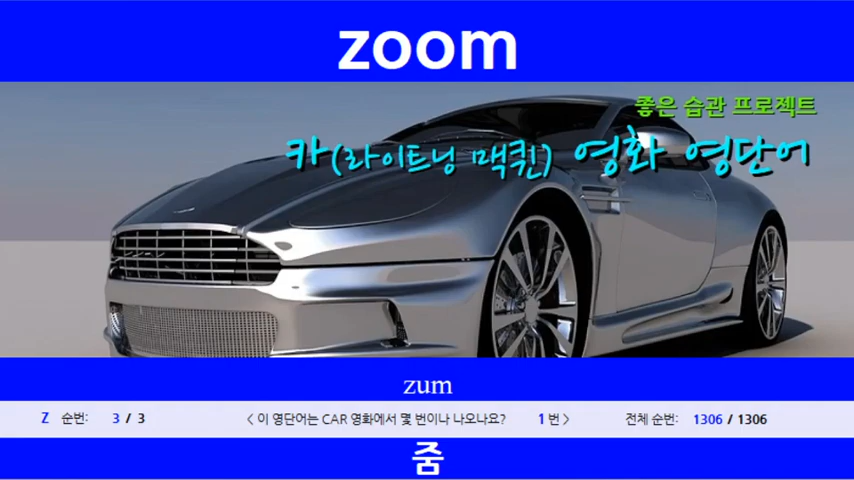 zoom
좋은 습관 프로젝트
카(라이트닝 맥퀸) 영화 영단어
zum
Z 순번: 3 / 3 < 이 영단어는 CAR 영화에서 몇 번이나 나오나요? 1 번 > 전체 순번: 1306 / 1306
줌